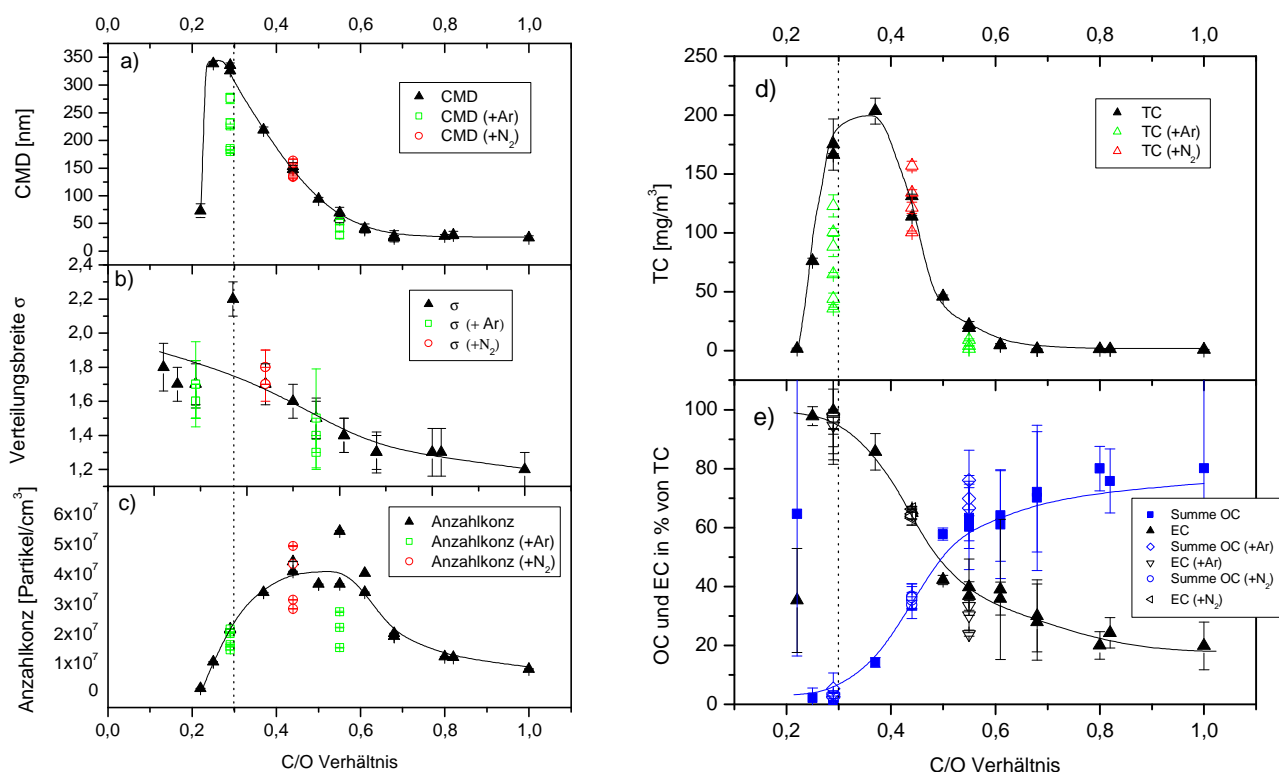 0,0 0,2 0,4 0,6 0,8 1,0
a)
CMD
CMD (+Ar)
CMD (+N2)
350
300
250
200
150
100
50
25
2,4
CMD [nm]
b)
σ
σ (+ Ar)
σ (+N2)
2,2
2,0
1,8
1,6
1,4
1,2
Verteilungsbreite σ
c)
Anzahlkonz
Anzahlkonz (+Ar)
Anzahlkonz (+N2)
6x10^7
5x10^7
4x10^7
3x10^7
2x10^7
1x10^7
0
Anzahlkonz [Partikel/cm^3]
0,0 0,2 0,4 0,6 0,8 1,0
C/O Verhältnis
0,2 0,4 0,6 0,8 1,0
d)
TC
TC (+Ar)
TC (+N2)
250
200
150
100
50
0
TC [mg/m^3]
e)
Summe OC
EC
Summe OC (+Ar)
EC (+Ar)
Summe OC (+N2)
EC (+N2)
100
80
60
40
20
0
OC und EC in % von TC
0,2 0,4 0,6 0,8 1,0
C/O Verhältnis